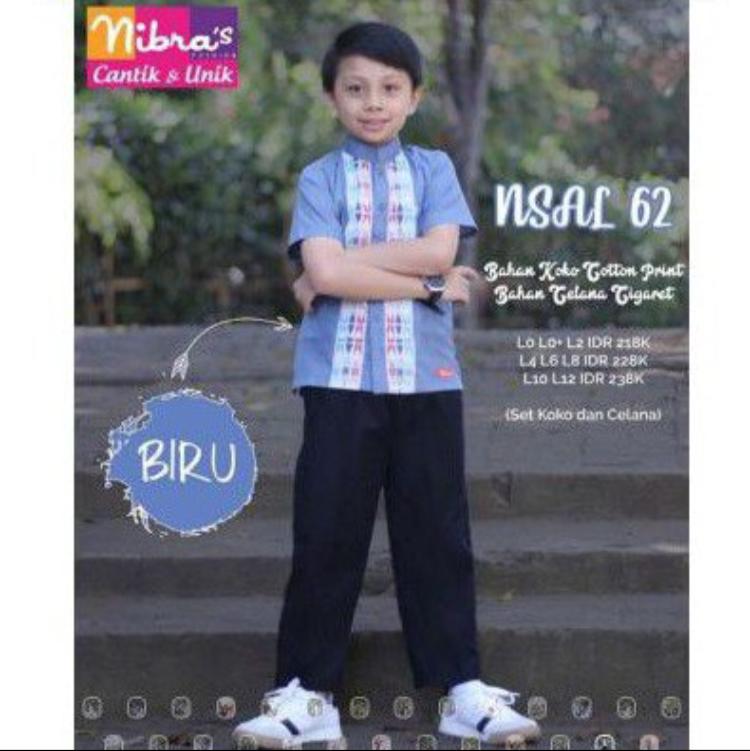 Nibra's
FASHION
Cantik & Unik
NSAL 62
Bahan Koko Cotton Print
Bahan Celana Cigaret
L0 L0+ L2 IDR 218K
L4 L6 L8 IDR 228K
L10 L12 IDR 238K
(Set Koko dan Celana)
BIRU